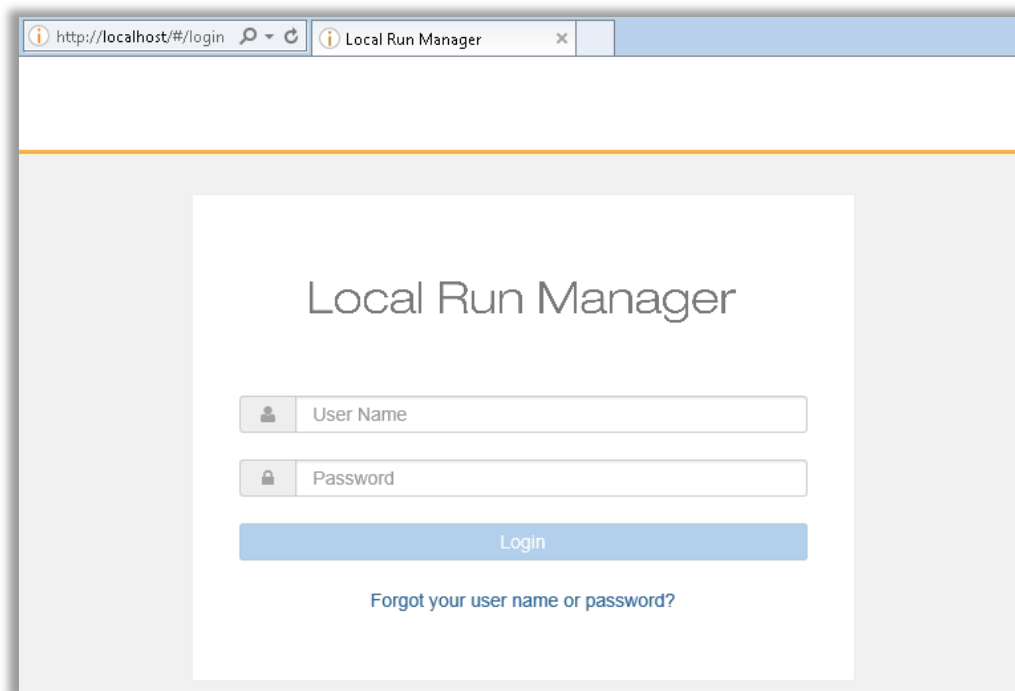 http://localhost/#/login
Local Run Manager
Local Run Manager
User Name
Password
Login
Forgot your user name or password?